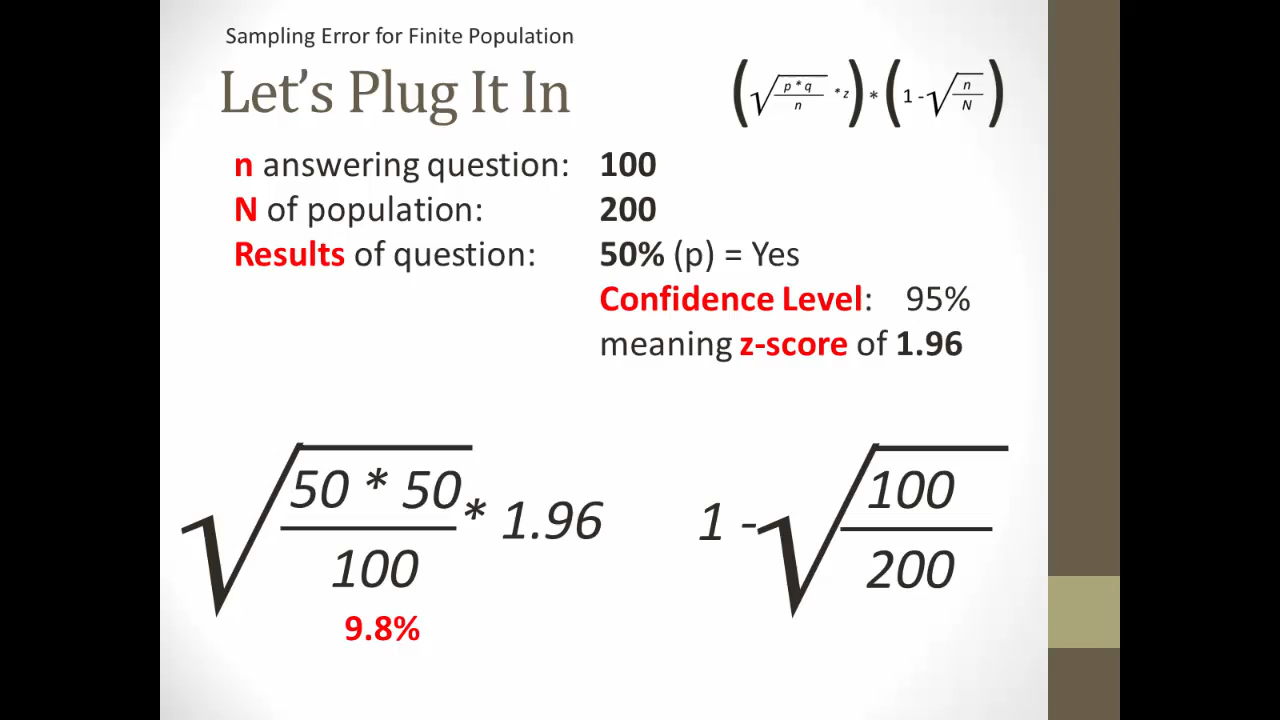 Sampling Error for Finite Population
Let's Plug It In
(√(p * q / n) * z) * (1 - √(n / N))
n answering question: 100
N of population: 200
Results of question: 50% (p) = Yes
Confidence Level: 95%
meaning z-score of 1.96
√(50 * 50 / 100) * 1.96
1 - √(100 / 200)
9.8%